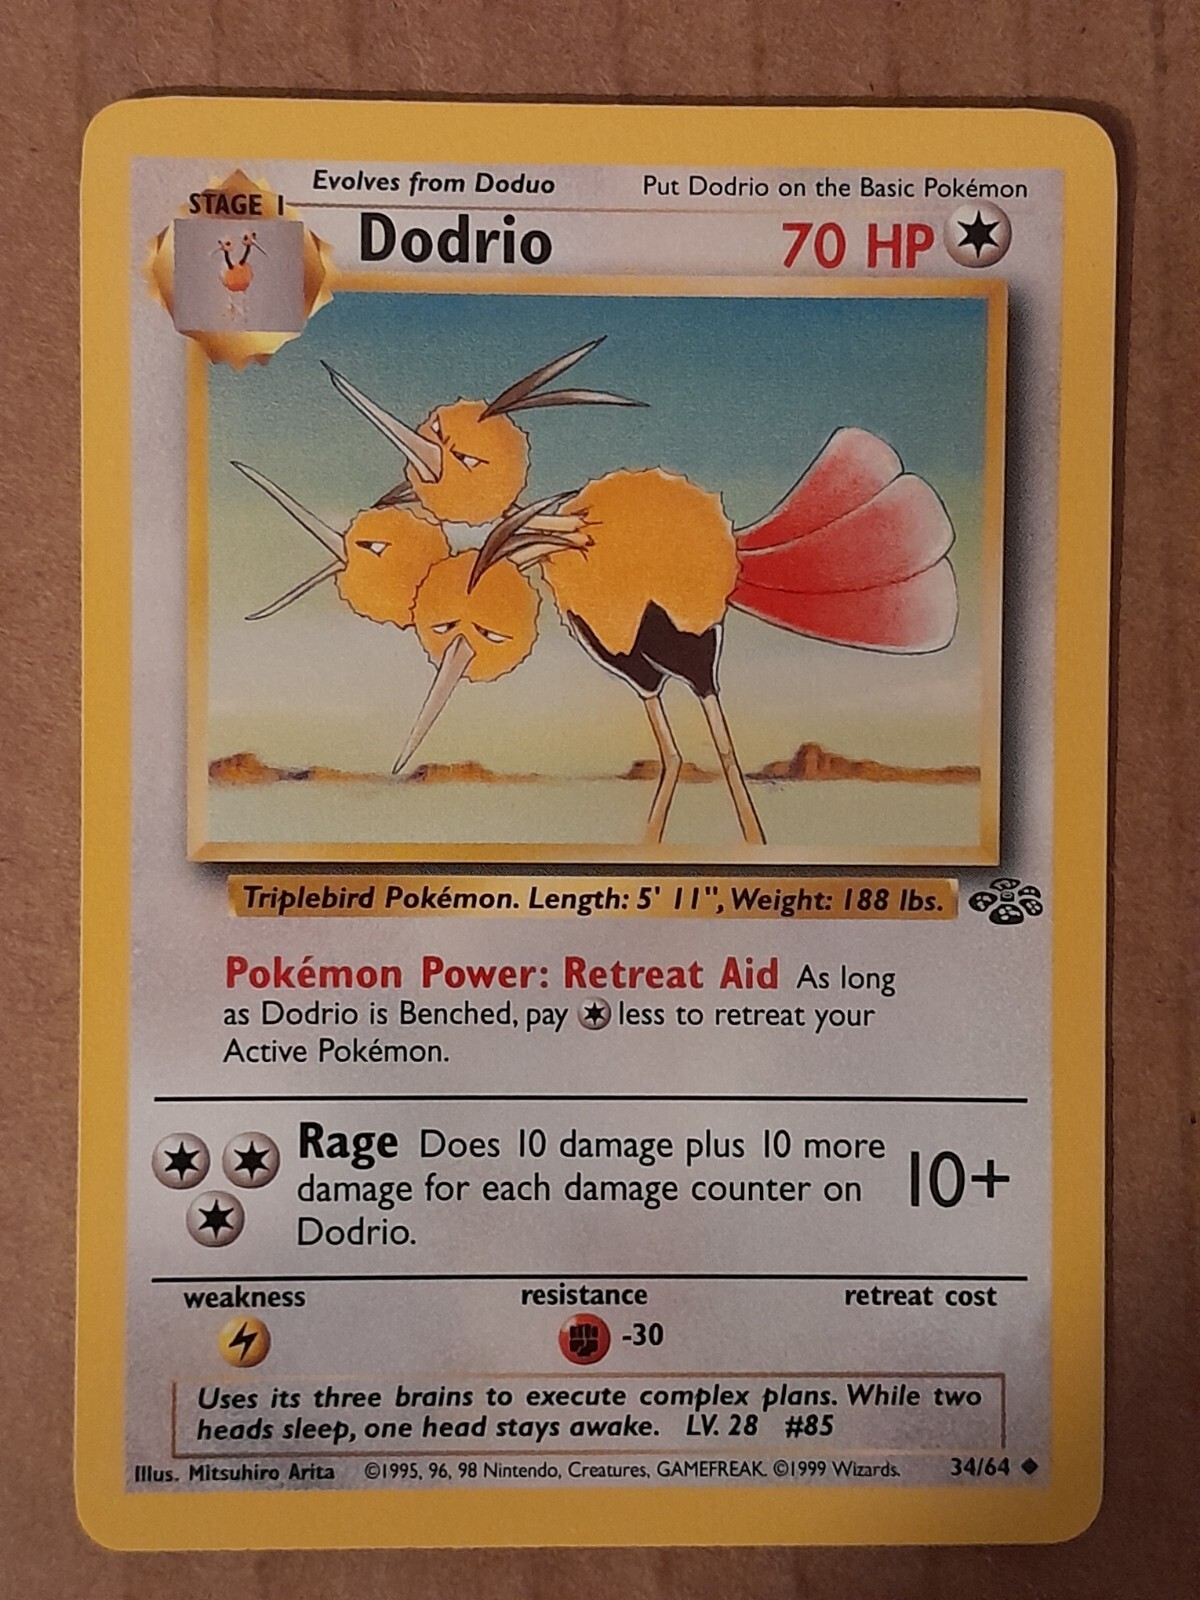 Evolves from Doduo Put Dodrio on the Basic Pokémon
STAGE 1
Dodrio 70 HP
Triplebird Pokémon. Length: 5' 11", Weight: 188 lbs.
Pokémon Power: Retreat Aid As long
as Dodrio is Benched, pay less to retreat your
Active Pokémon.
Rage Does 10 damage plus 10 more
damage for each damage counter on
Dodrio.
10+
weakness resistance retreat cost
-30
Uses its three brains to execute complex plans. While two
heads sleep, one head stays awake. LV. 28 #85
Illus. Mitsuhiro Arita ©1995, 96, 98 Nintendo, Creatures, GAMEFREAK. ©1999 Wizards. 34/64